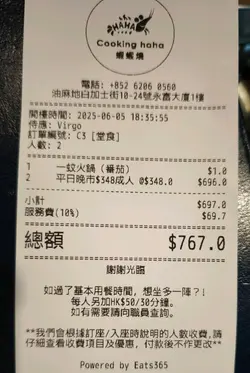 HAHA
Cooking haha
蝦蝦燒
電話: +852 6206 0560
油麻地白加士街10-24號永富大廈1樓
開檯時間: 2025-06-05 18:35:55
侍應: Virgo
訂單編號: C3 [堂食]
人數: 2
1 一蚊火鍋（番茄） $1.0
2 平日晚市$348成人 @$348.0 $696.0
小計 $697.0
服務費(10%) $69.7
總額 $767.0
謝謝光臨
如過了基本用餐時間，想坐多一陣？！
每人另加HK$50/30分鐘。
如有需要請向職員查詢。
**我們會根據訂座/入座時說明的人數收費，請
仔細查看收費項目及優惠，付款後不作更改**
Powered by Eats365